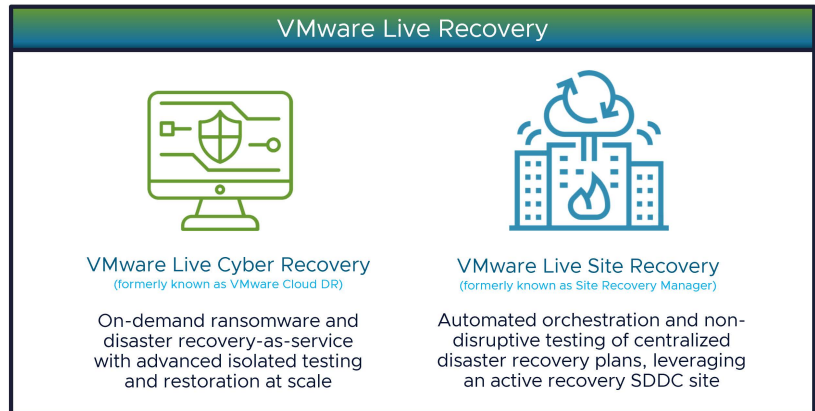 VMware Live Recovery
VMware Live Cyber Recovery
(formerly known as VMware Cloud DR)
On-demand ransomware and
disaster recovery-as-service
with advanced isolated testing
and restoration at scale
VMware Live Site Recovery
(formerly known as Site Recovery Manager)
Automated orchestration and non-
disruptive testing of centralized
disaster recovery plans, leveraging
an active recovery SDDC site